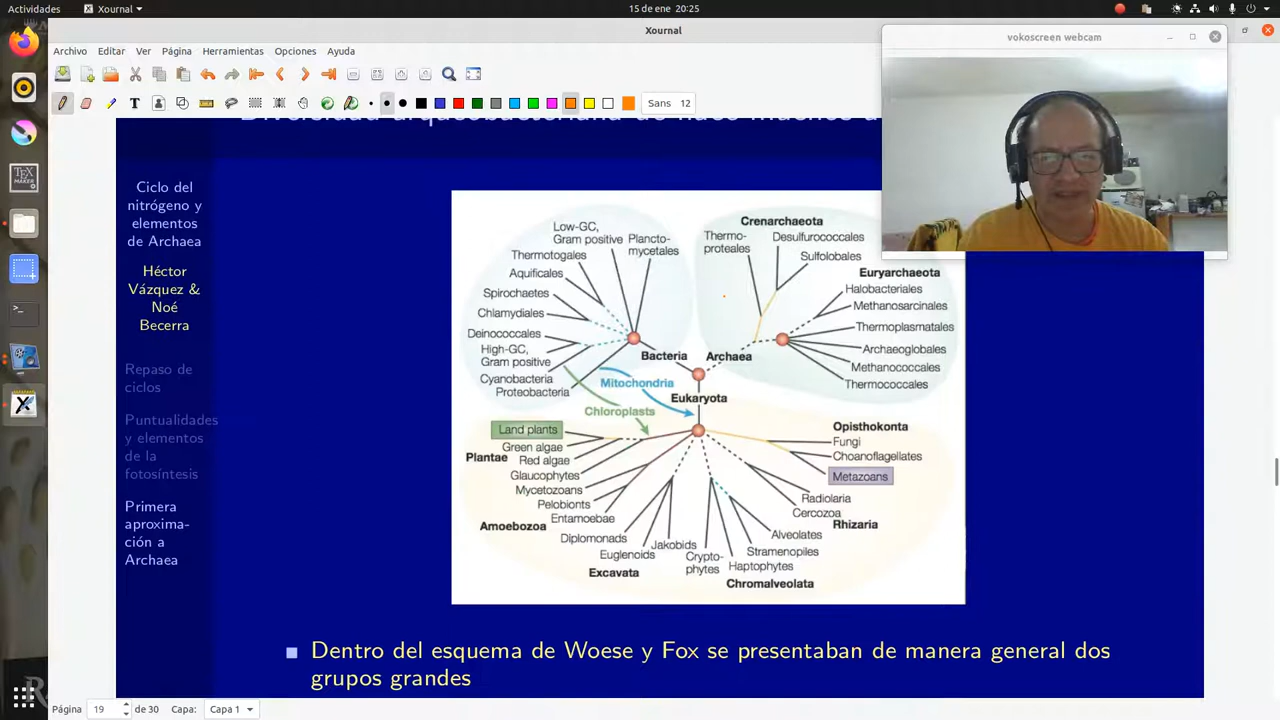 Actividades
Xournal
15 de ene 20:25
Xournal
vokoscreen webcam
Archivo Editar Ver Página Herramientas Opciones Ayuda
Sans 12
Ciclo del
nitrógeno y
elementos
de Archaea
Héctor
Vázquez &
Noé
Becerra
Repaso de
ciclos
Puntualidades
y elementos
de la
fotosíntesis
Primera
aproxima-
ción a
Archaea
Low-GC,
Gram positive
Plancto-
mycetales
Thermotogales
Aquificales
Spirochaetes
Chlamydiales
Deinococcales
High-GC,
Gram positive
Cyanobacteria
Proteobacteria
Bacteria
Archaea
Crenarchaeota
Thermo-
proteales
Desulfurococcales
Sulfolobales
Euryarchaeota
Halobacteriales
Methanosarcinales
Thermoplasmatales
Archaeoglobales
Methanococcales
Thermococcales
Mitochondria
Eukaryota
Chloroplasts
Land plants
Green algae
Plantae
Red algae
Glaucophytes
Mycetozoans
Pelobionts
Entamoebae
Amoebozoa
Diplomonads
Euglenoids
Jakobids
Excavata
Crypto-
phytes
Haptophytes
Stramenopiles
Alveolates
Chromalveolata
Opisthokonta
Fungi
Choanoflagellates
Metazoans
Radiolaria
Cercozoa
Rhizaria
Dentro del esquema de Woese y Fox se presentaban de manera general dos
grupos grandes
Página 19 de 30 Capa: Capa 1